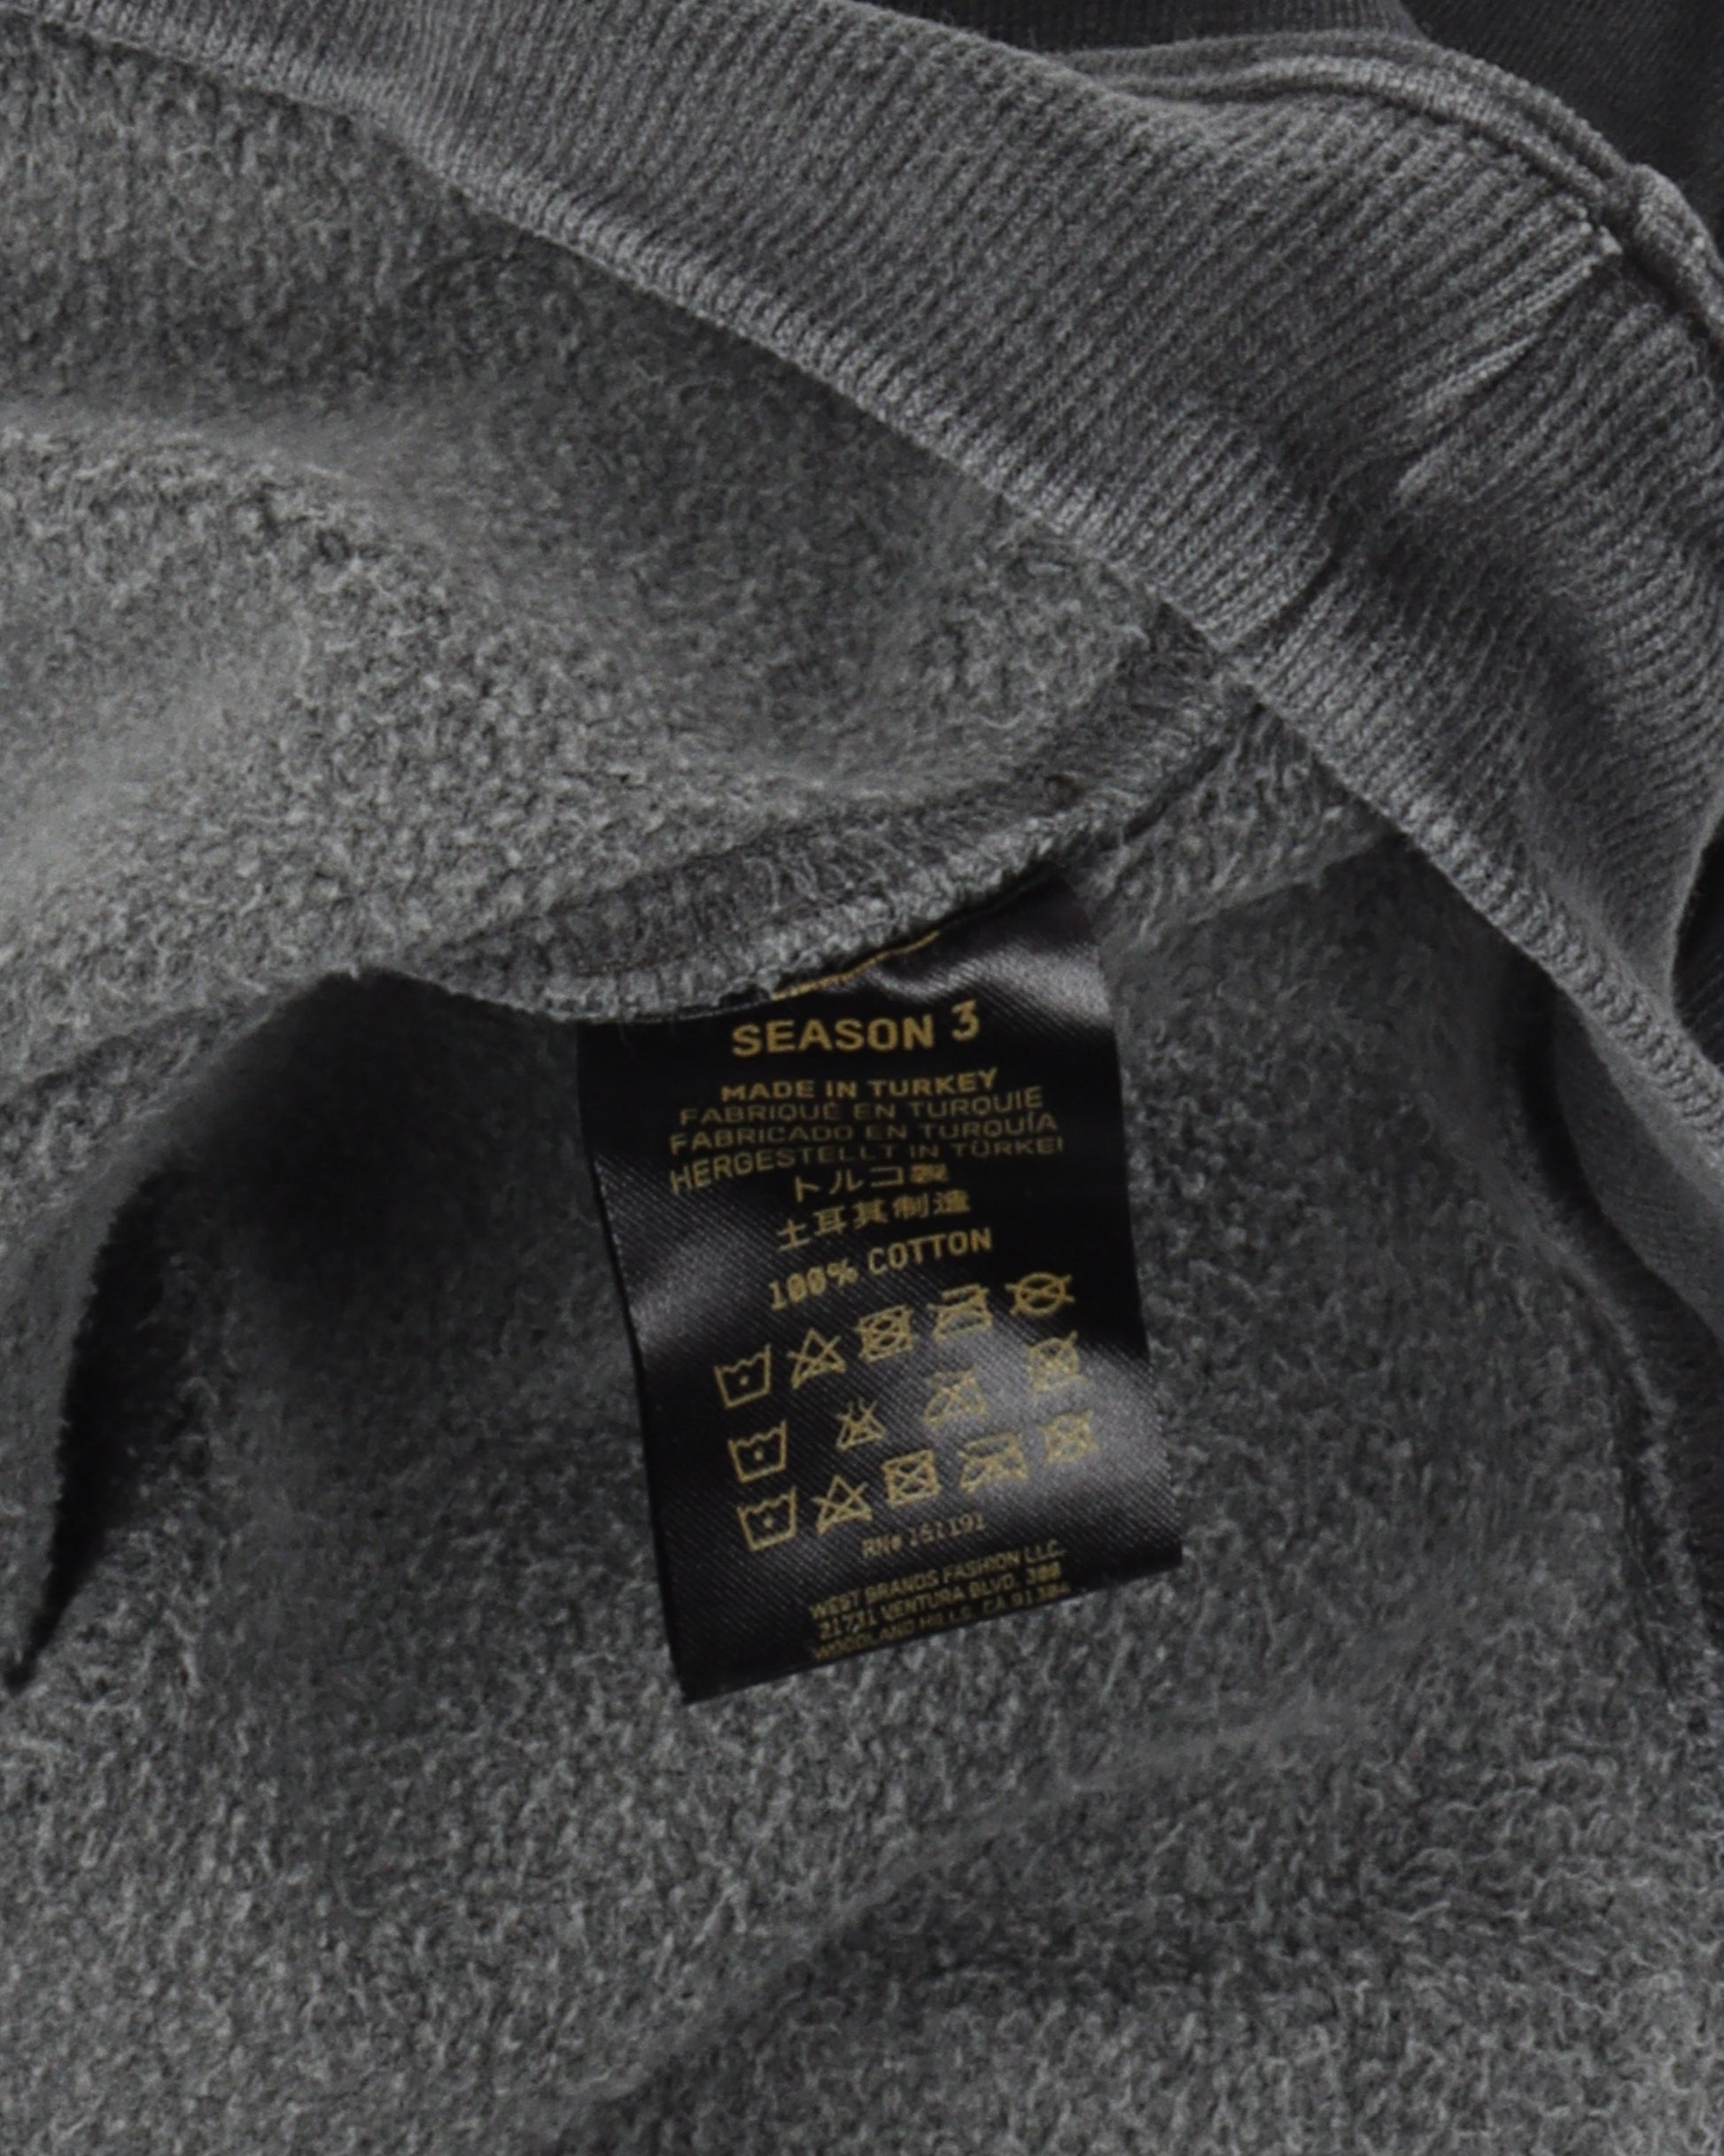 SEASON 3
MADE IN TURKEY
FABRIQUÉ EN TURQUIE
FABRICADO EN TURQUÍA
HERGESTELLT IN TÜRKEI
トルコ製
土耳其制造
100% COTTON
RN# 151191
WEST BRANDS FASHION LLC.
21731 VENTURA BLVD. 300
WOODLAND HILLS, CA 91364